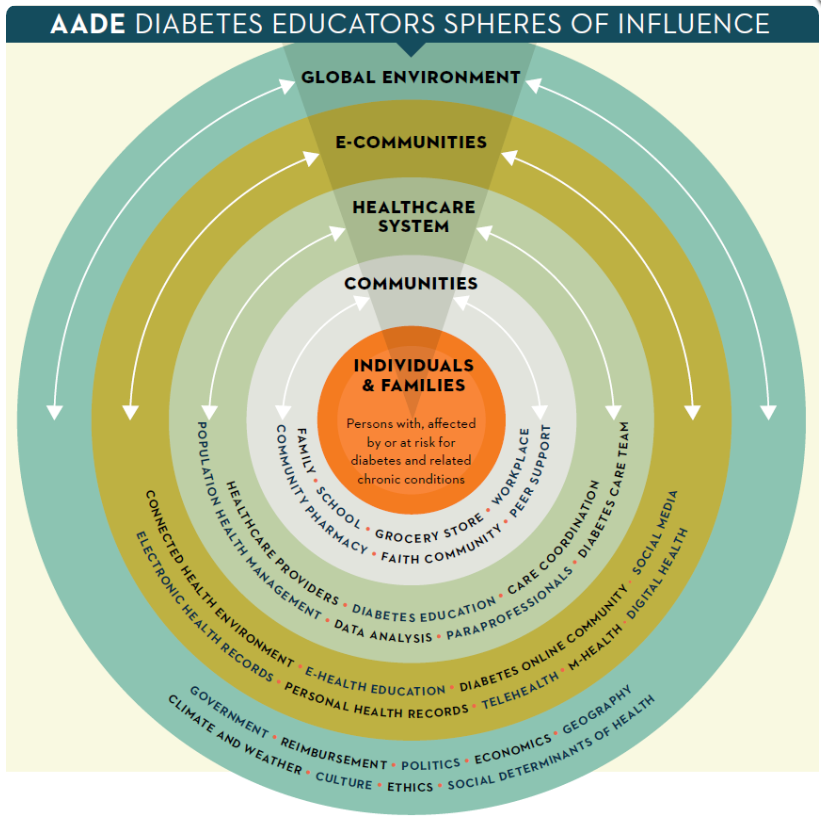 AADE DIABETES EDUCATORS SPHERES OF INFLUENCE
GLOBAL ENVIRONMENT
E-COMMUNITIES
HEALTHCARE
SYSTEM
COMMUNITIES
INDIVIDUALS
& FAMILIES
Persons with, affected
by or at risk for
diabetes and related
chronic conditions
FAMILY • SCHOOL • GROCERY STORE • WORKPLACE
COMMUNITY PHARMACY • FAITH COMMUNITY • PEER SUPPORT
HEALTHCARE PROVIDERS • DIABETES EDUCATION • CARE COORDINATION
POPULATION HEALTH MANAGEMENT • DATA ANALYSIS • PARAPROFESSIONALS • DIABETES CARE TEAM
CONNECTED HEALTH ENVIRONMENT • E-HEALTH EDUCATION • DIABETES ONLINE COMMUNITY • SOCIAL MEDIA
ELECTRONIC HEALTH RECORDS • PERSONAL HEALTH RECORDS • TELEHEALTH • M-HEALTH • DIGITAL HEALTH
GOVERNMENT • REIMBURSEMENT • POLITICS • ECONOMICS • GEOGRAPHY
CLIMATE AND WEATHER • CULTURE • ETHICS • SOCIAL DETERMINANTS OF HEALTH